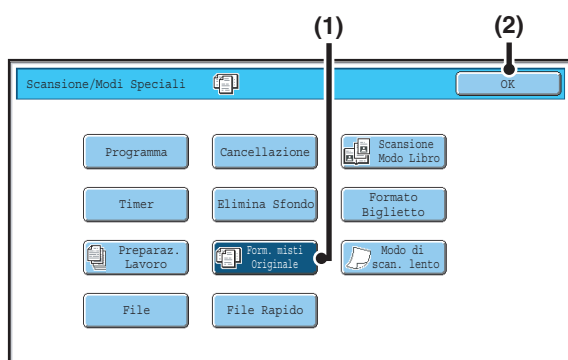 (1)
(2)
Scansione/Modi Speciali
OK
Programma
Cancellazione
Scansione
Modo Libro
Timer
Elimina Sfondo
Formato
Biglietto
Preparaz.
Lavoro
Form. misti
Originale
Modo di
scan. lento
File
File Rapido